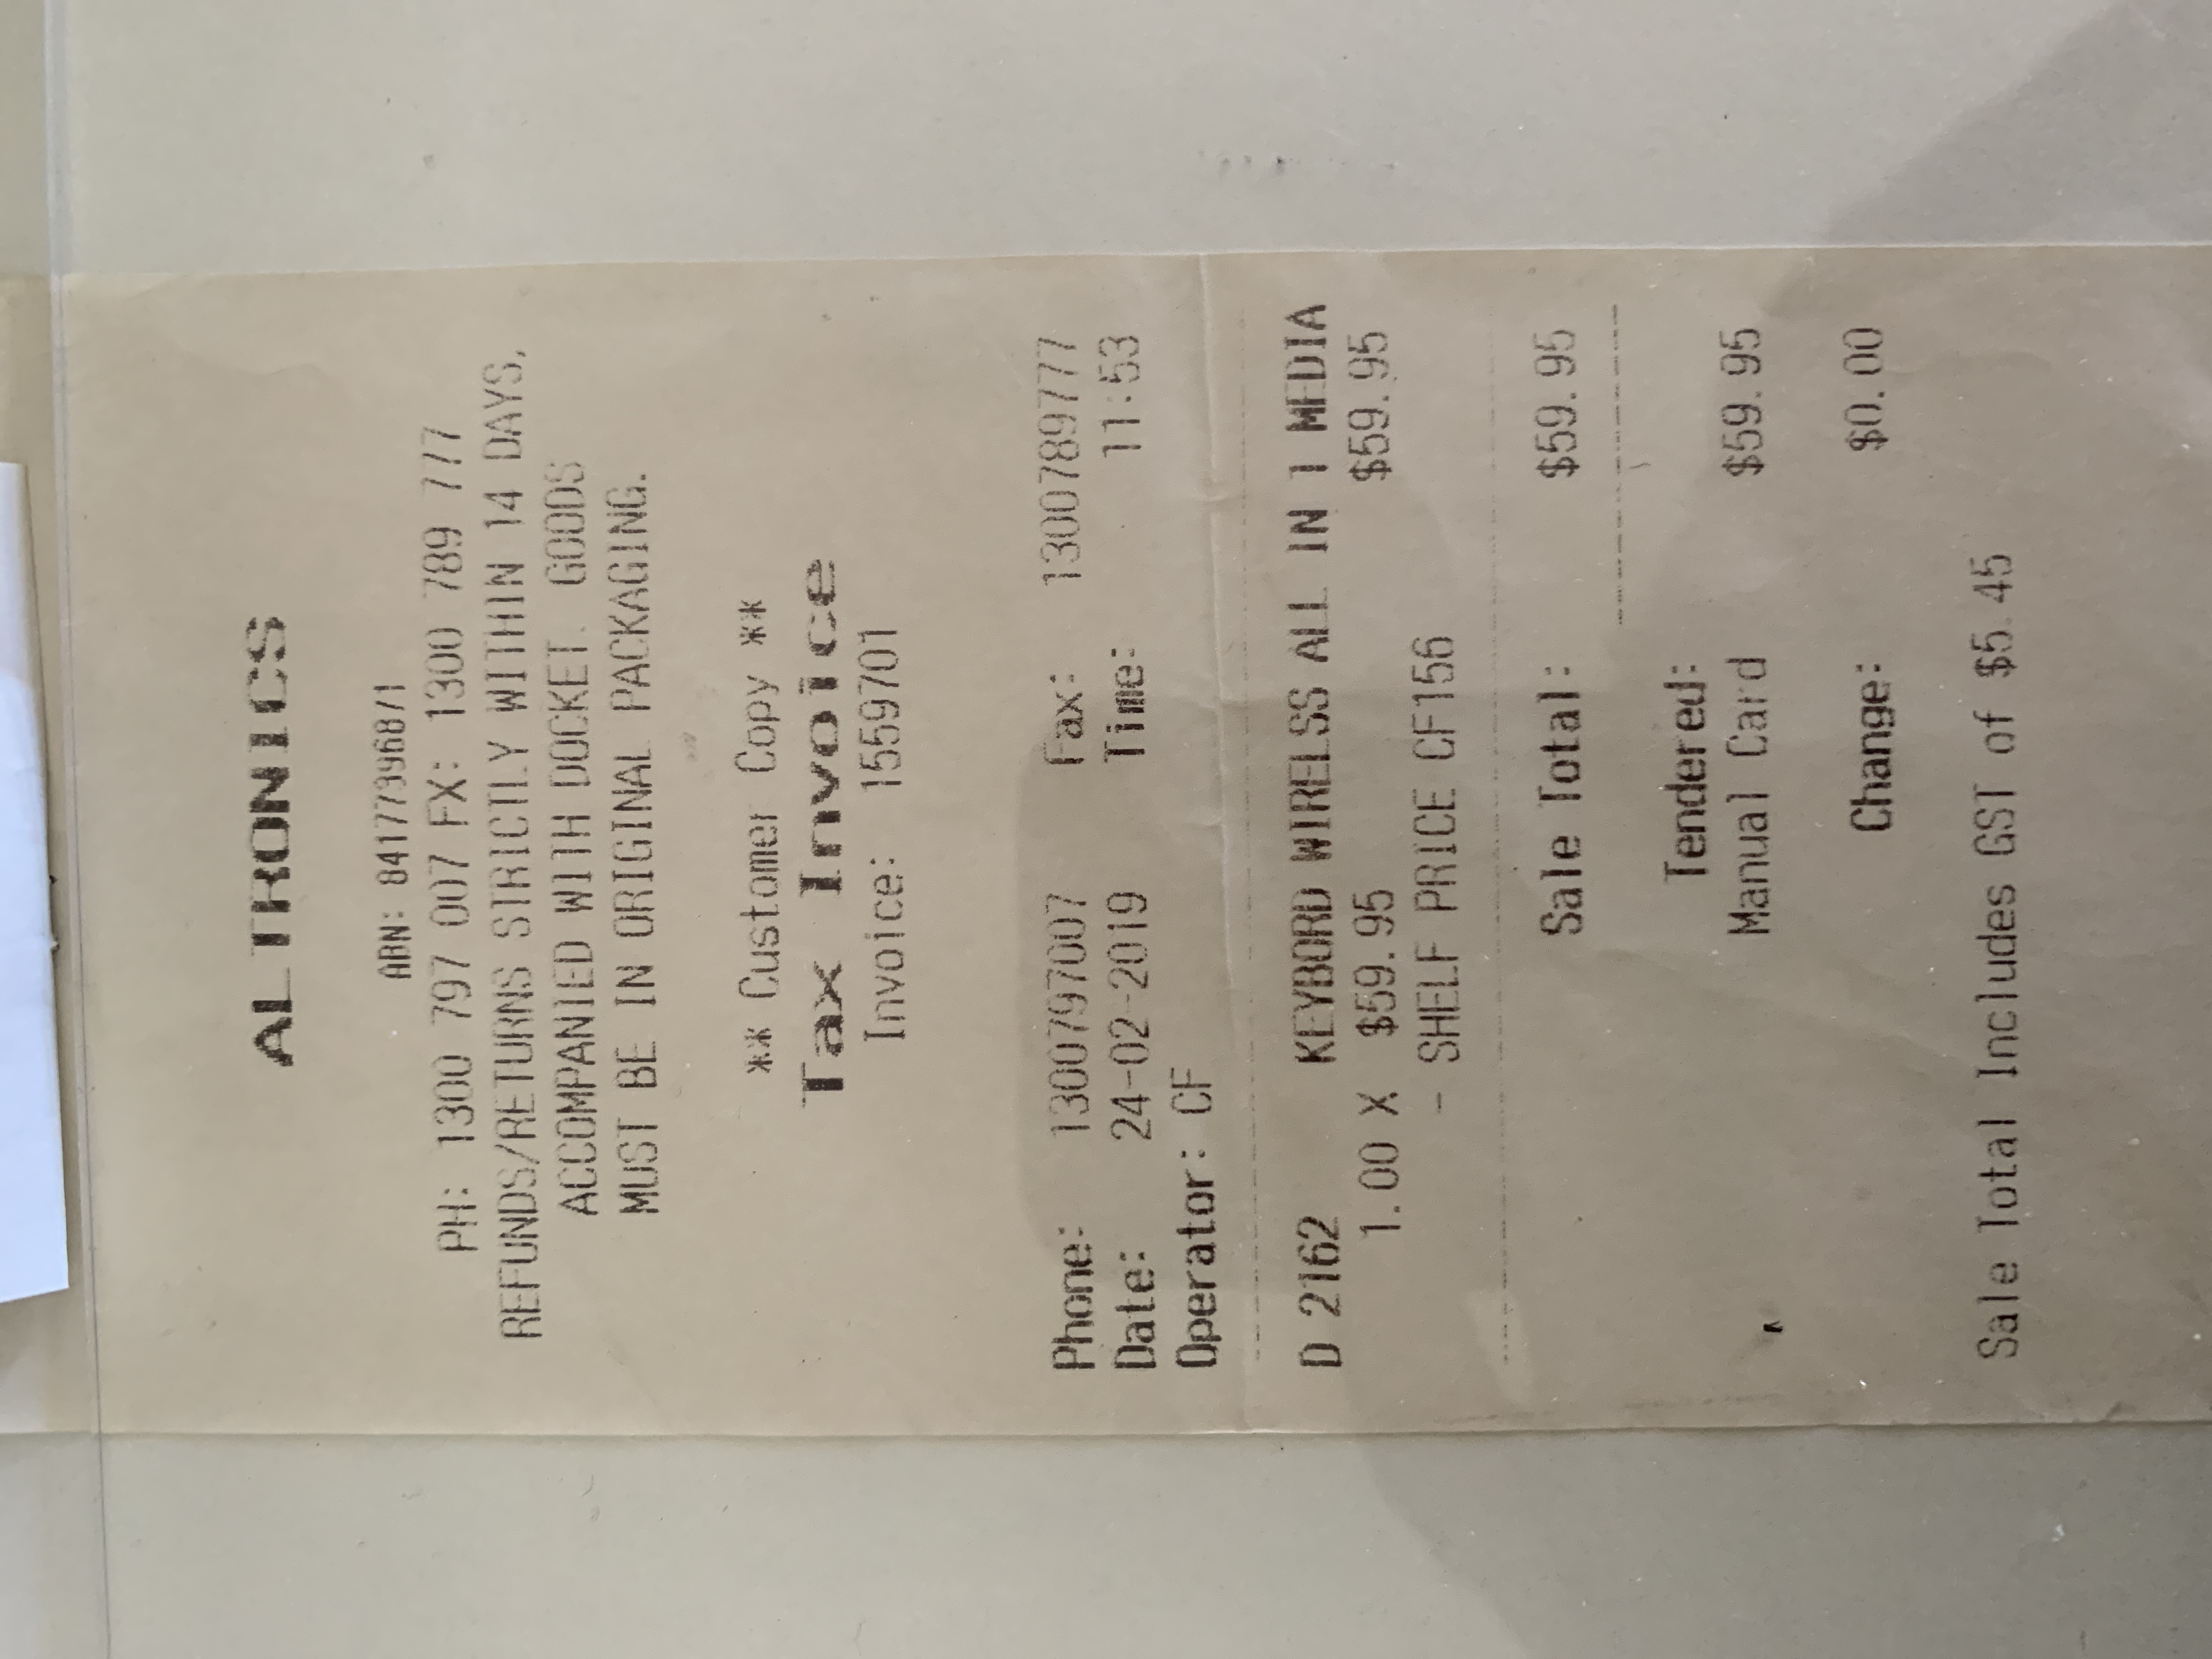 ALTRONICS
ABN: 84177996871
PH: 1300 797 007 FX: 1300 789 777
REFUNDS/RETURNS STRICTLY WITHIN 14 DAYS,
ACCOMPANIED WITH DOCKET. GOODS
MUST BE IN ORIGINAL PACKAGING.
** Customer Copy **
Tax Invoice
Invoice: 1559701
Phone: 1300797007 Fax: 1300789777
Date: 24-02-2019 Time: 11:53
Operator: CF
D 2162 KEYBORD WIRELSS ALL IN 1 MEDIA
1.00 X $59.95 $59.95
- SHELF PRICE CF156
Sale Total: $59.95
Tendered:
Manual Card $59.95
Change: $0.00
Sale Total Includes GST of $5.45